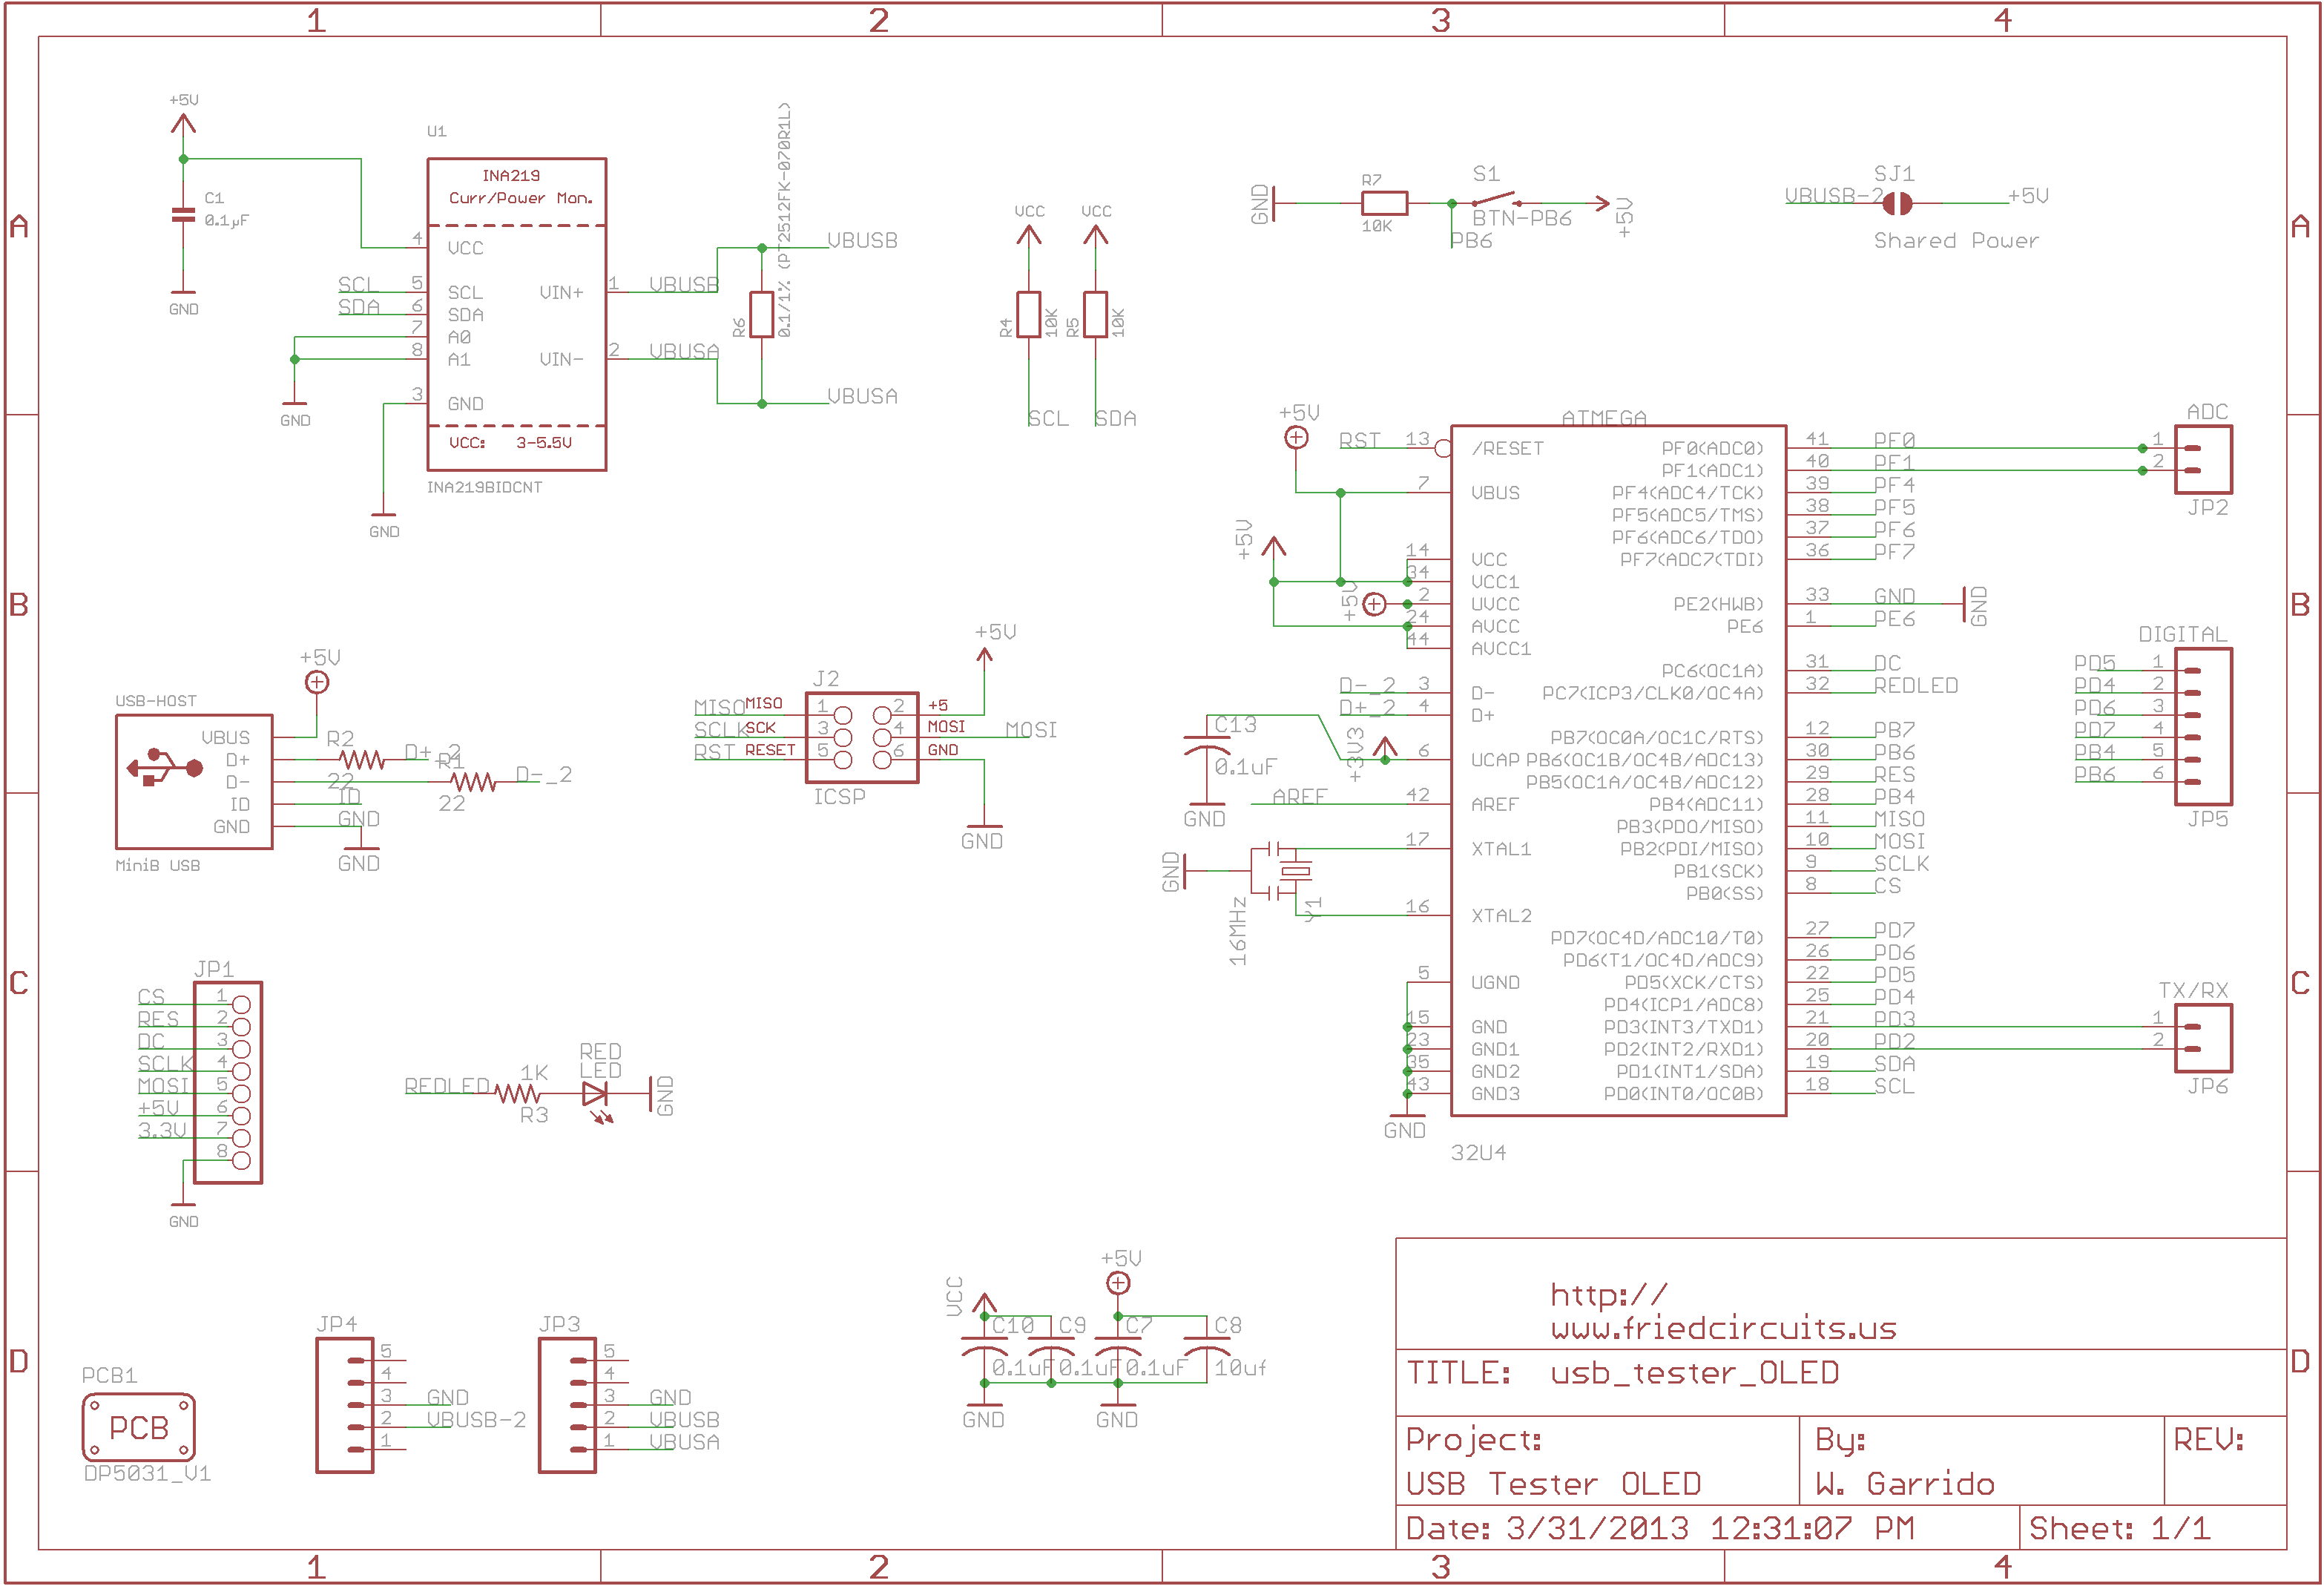 1 2 3 4
A
B
C
D
+5V
C1
0.1µF
GND
U1
INA219
Curr/Power Mon.
4 VCC
SCL 5 SCL VIN+ 1 VBUSB
SDA 6 SDA
7 A0
8 A1 VIN- 2 VBUSA
3 GND
VCC: 3-5.5V
INA219BIDCNT
GND
GND
VBUSB
R6
0.1/1% (PT2512FK-070R1L)
VBUSA
VCC VCC
R4 10K R5 10K
SCL SDA
GND
R7
10K
S1
BTN-PB6
PB6
+5V
SJ1
VBUSB-2 +5V
Shared Power
A
B
C
D
USB-HOST
+5V
VBUS
D+
D-
ID
GND
R2
22
D+_2
R1
22
D-_2
ID
GND
GND
MiniB USB
J2
+5V
MISO MISO 1 2 +5
SCLK SCK 3 4 MOSI MOSI
RST RESET 5 6 GND
ICSP
GND
ATMEGA
+5V
RST 13 /RESET
7 VBUS
+5V
14 VCC
34 VCC1
+5V 2 UVCC
24 AVCC
44 AVCC1
D-_2 3 D-
D+_2 4 D+
C13
0.1uF
GND
+3V3
6 UCAP
AREF 42 AREF
17 XTAL1
GND
16MHz
Y1
16 XTAL2
5 UGND
15 GND
23 GND1
35 GND2
43 GND3
GND
32U4
PF0(ADC0) 41 PF0
PF1(ADC1) 40 PF1
PF4(ADC4/TCK) 39 PF4
PF5(ADC5/TMS) 38 PF5
PF6(ADC6/TDO) 37 PF6
PF7(ADC7(TDI) 36 PF7
PE2(HWB) 33 GND GND
PE6 1 PE6
PC6(OC1A) 31 DC
PC7(ICP3/CLK0/OC4A) 32 REDLED
PB7(OC0A/OC1C/RTS) 12 PB7
PB6(OC1B/OC4B/ADC13) 30 PB6
PB5(OC1A/OC4B/ADC12) 29 RES
PB4(ADC11) 28 PB4
PB3(PDO/MISO) 11 MISO
PB2(PDI/MISO) 10 MOSI
PB1(SCK) 9 SCLK
PB0(SS) 8 CS
PD7(OC4D/ADC10/T0) 27 PD7
PD6(T1/OC4D/ADC9) 26 PD6
PD5(XCK/CTS) 22 PD5
PD4(ICP1/ADC8) 25 PD4
PD3(INT3/TXD1) 21 PD3
PD2(INT2/RXD1) 20 PD2
PD1(INT1/SDA) 19 SDA
PD0(INT0/OC0B) 18 SCL
ADC
1
2
JP2
DIGITAL
PD5 1
PD4 2
PD6 3
PD7 4
PB4 5
PB6 6
JP5
TX/RX
1
2
JP6
JP1
CS 1
RES 2
DC 3
SCLK 4
MOSI 5
+5V 6
3.3V 7
8
GND
REDLED
1K
R3
RED
LED
GND
PCB1
PCB
DP5031_V1
JP4
5
4
3 GND
2 VBUSB-2
1
JP3
5
4
3 GND
2 VBUSB
1 VBUSA
VCC +5V
C10 C9 C7 C8
0.1uF 0.1uF 0.1uF 10uf
GND GND
http://
www.friedcircuits.us
TITLE: usb_tester_OLED
Project: By: REV:
USB Tester OLED W. Garrido
Date: 3/31/2013 12:31:07 PM Sheet: 1/1
1 2 3 4